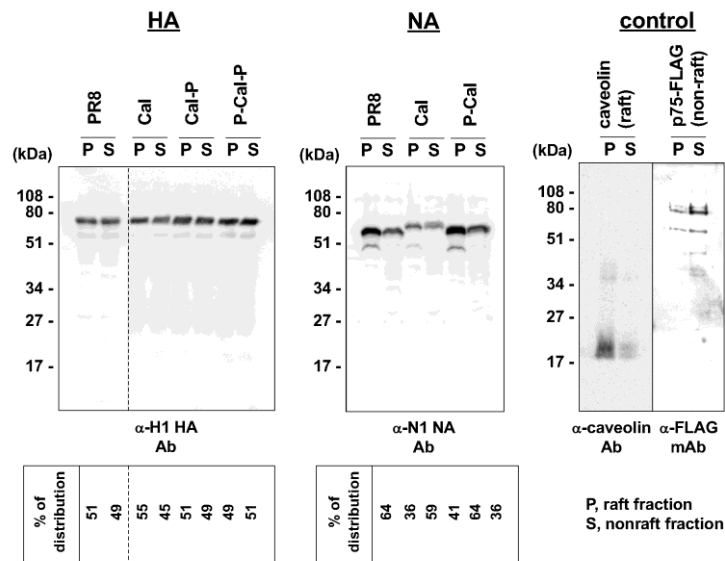 HA
NA
control
PR8
Cal
Cal-P
P-Cal-P
PR8
Cal
P-Cal
caveolin
(raft)
p75-FLAG
(non-raft)
(kDa)
P S P S P S P S
(kDa)
P S P S P S
(kDa)
P S P S
108 -
80 -
51 -
34 -
27 -
17 -
108 -
80 -
51 -
34 -
27 -
17 -
108 -
80 -
51 -
34 -
27 -
17 -
α-H1 HA
Ab
α-N1 NA
Ab
α-caveolin
Ab
α-FLAG
mAb
% of
distribution
51 49 55 45 51 49 49 51
% of
distribution
64 36 59 41 64 36
P, raft fraction
S, nonraft fraction